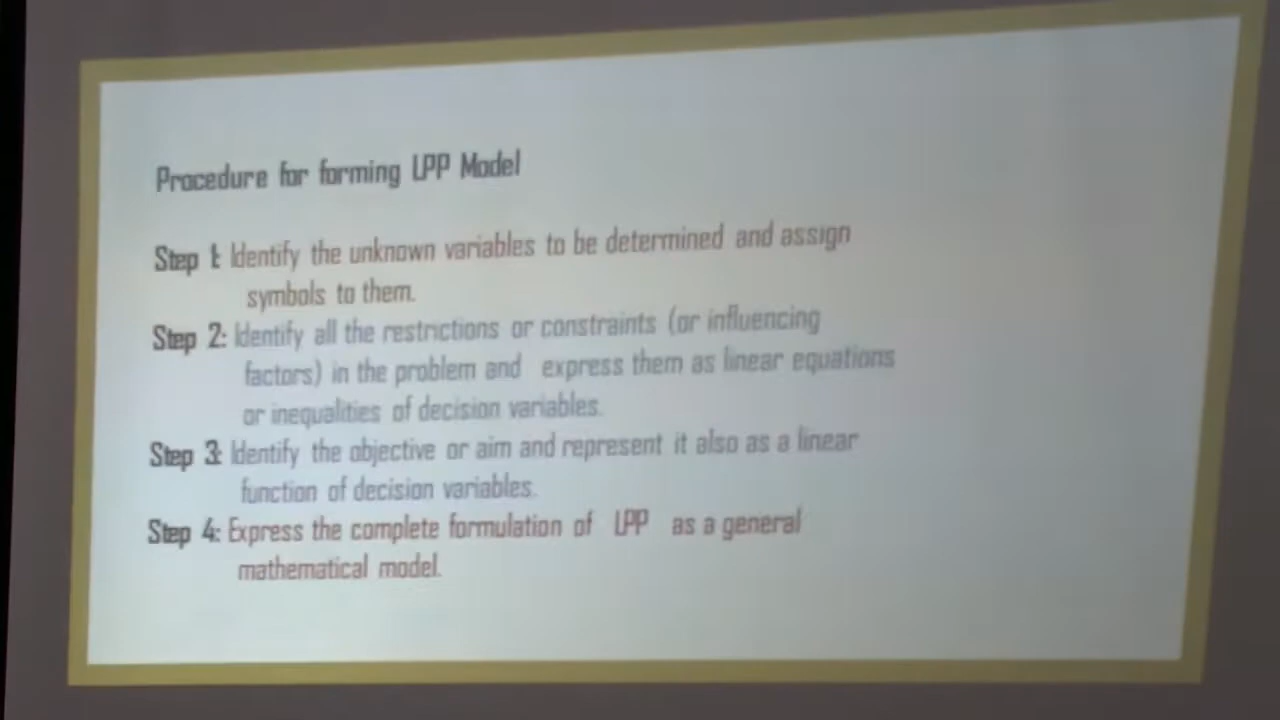 Procedure for forming LPP Model
Step 1: Identify the unknown variables to be determined and assign
symbols to them.
Step 2: Identify all the restrictions or constraints (or influencing
factors) in the problem and express them as linear equations
or inequalities of decision variables.
Step 3: Identify the objective or aim and represent it also as a linear
function of decision variables.
Step 4: Express the complete formulation of LPP as a general
mathematical model.